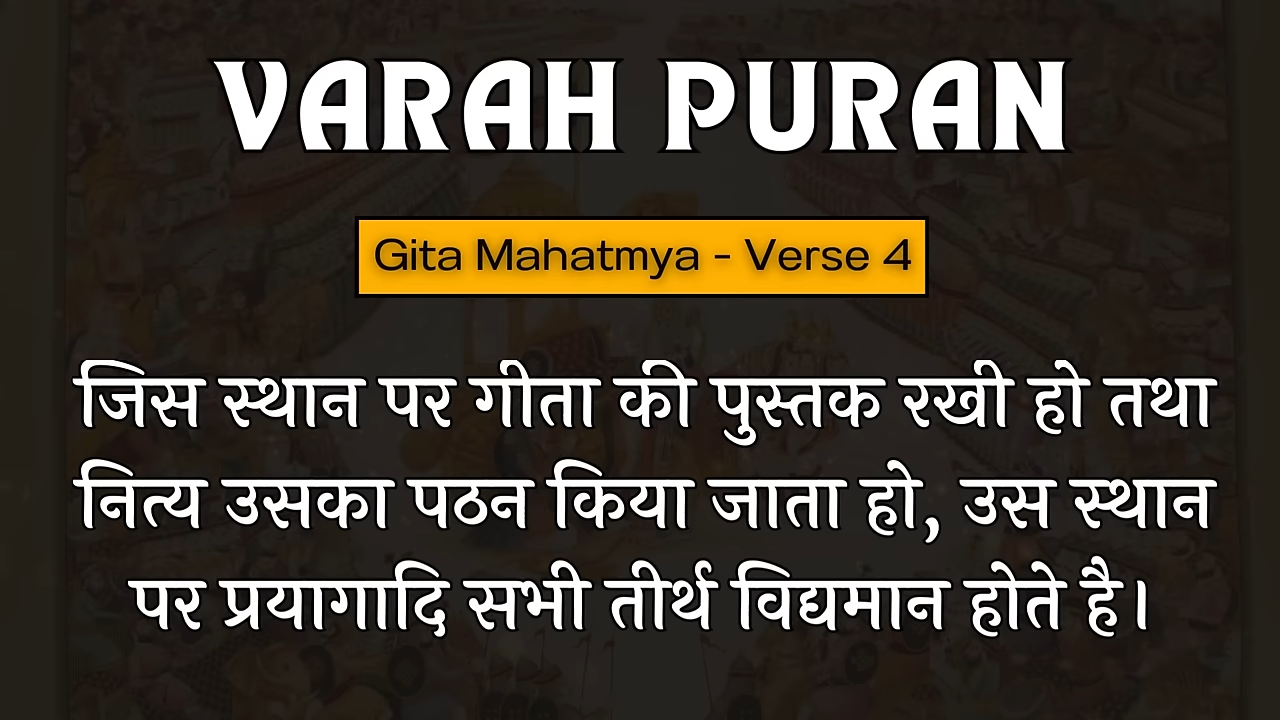 VARAH PURAN
Gita Mahatmya - Verse 4
जिस स्थान पर गीता की पुस्तक रखी हो तथा
नित्य उसका पठन किया जाता हो, उस स्थान
पर प्रयागादि सभी तीर्थ विद्यमान होते है।